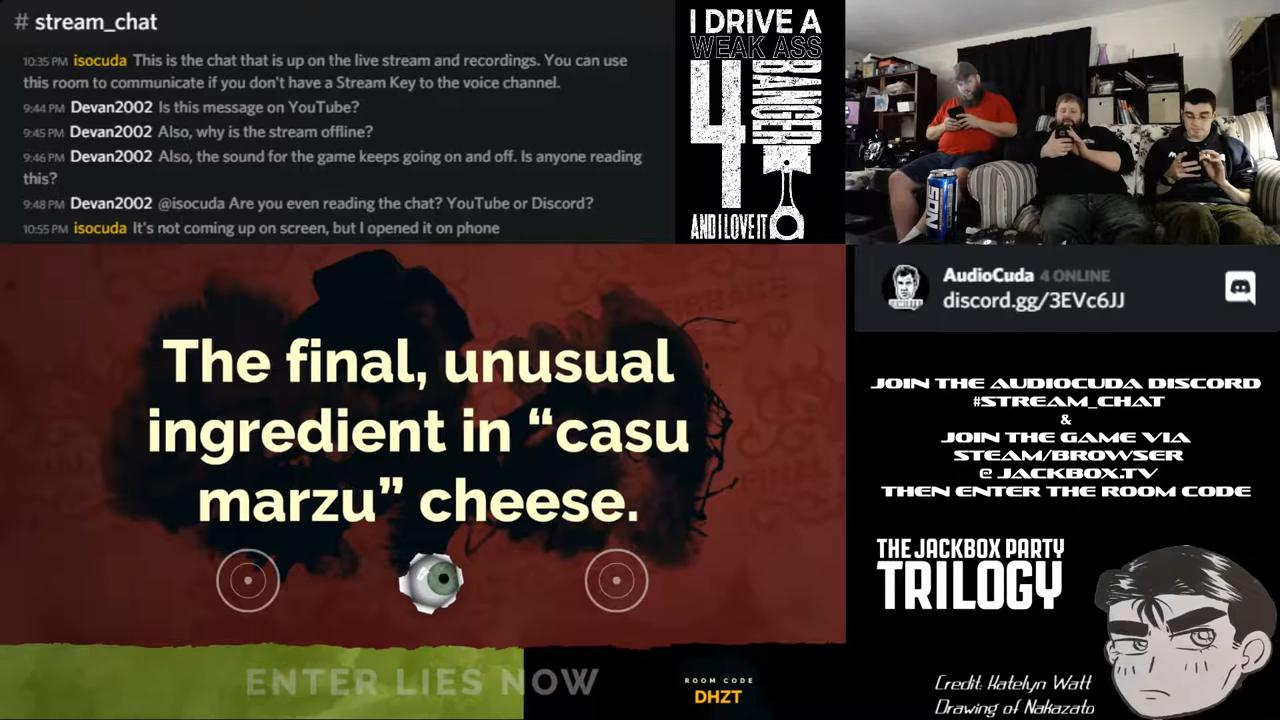 # stream_chat
10:35 PM isocuda This is the chat that is up on the live stream and recordings. You can use
this room to communicate if you don't have a Stream Key to the voice channel.
9:44 PM Devan2002 Is this message on YouTube?
9:45 PM Devan2002 Also, why is the stream offline?
9:46 PM Devan2002 Also, the sound for the game keeps going on and off. Is anyone reading
this?
9:48 PM Devan2002 @isocuda Are you even reading the chat? YouTube or Discord?
10:55 PM isocuda It's not coming up on screen, but I opened it on phone
I DRIVE A
WEAK ASS
4
BANGER
AND I LOVE IT
AudioCuda 4 ONLINE
discord.gg/3EVc6JJ
The final, unusual
ingredient in “casu
marzu” cheese.
JOIN THE AUDIOCUDA DISCORD
#STREAM_CHAT
&
JOIN THE GAME VIA
STEAM/BROWSER
@ JACKBOX.TV
THEN ENTER THE ROOM CODE
THE JACKBOX PARTY
TRILOGY
ENTER LIES NOW
ROOM CODE
DHZT
Credit: Katelyn Watt
Drawing of Nakazato